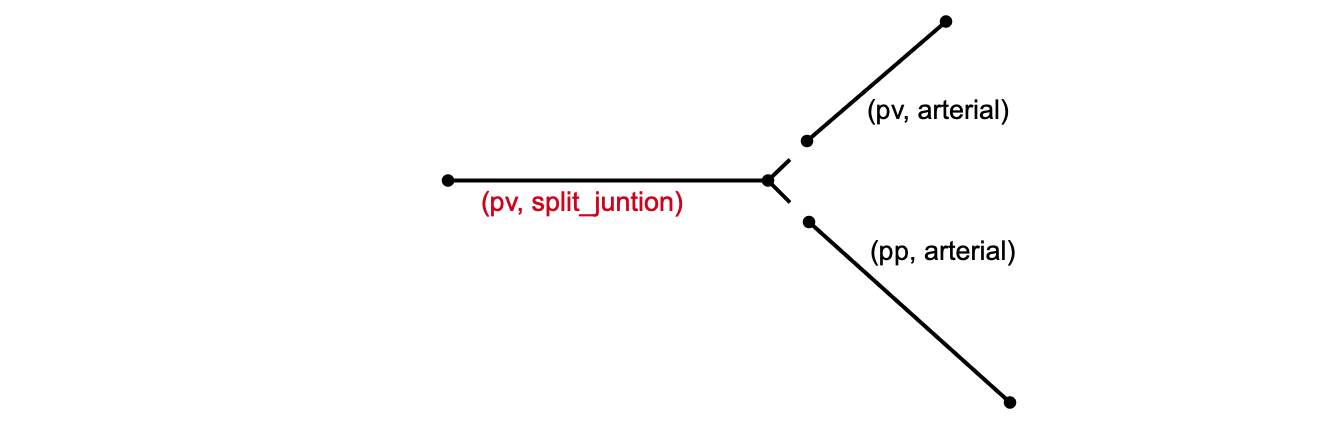 (pv, arterial)
(pv, split_juntion)
(pp, arterial)